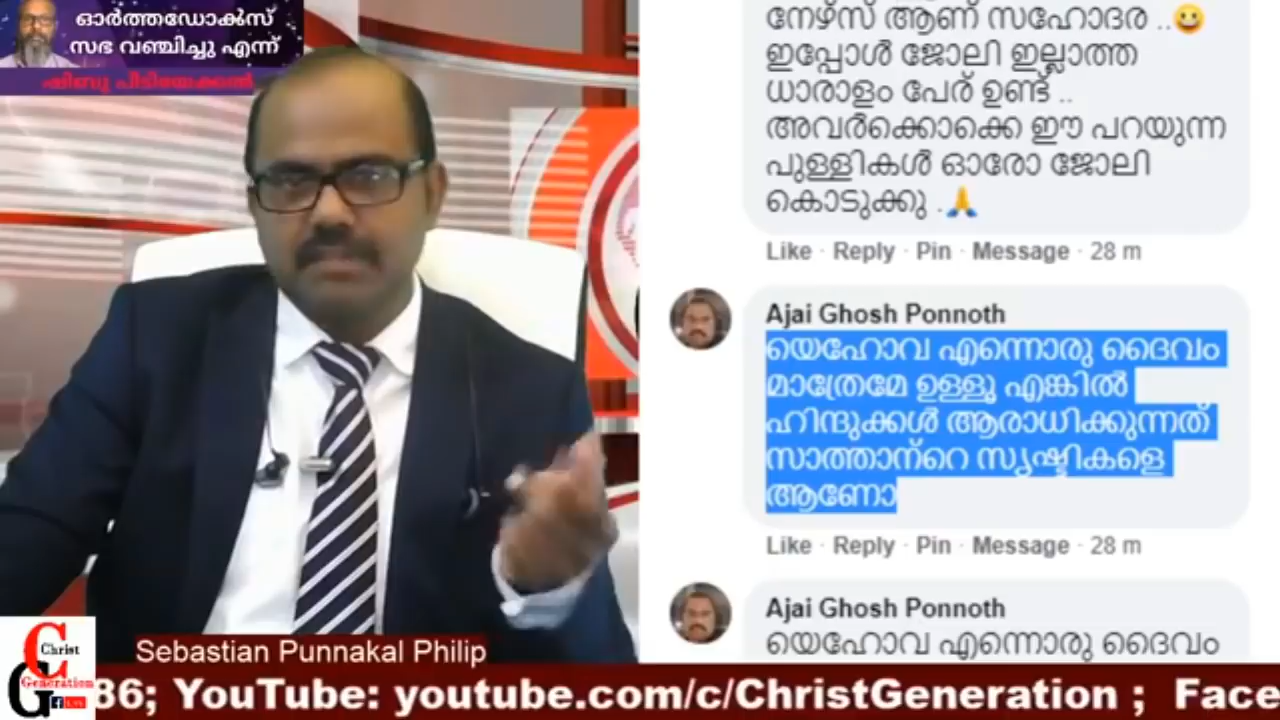 ഓർത്തഡോക്സ്
സഭ വഞ്ചിച്ചു എന്ന്
ഷിബു പീടിയേക്കൽ
നേഴ്സ് ആണ് സഹോദര ..😀
ഇപ്പോൾ ജോലി ഇല്ലാത്ത
ധാരാളം പേർ ഉണ്ട് ..
അവർക്കൊക്കെ ഈ പറയുന്ന
പുള്ളികൾ ഓരോ ജോലി
കൊടുക്കു .🙏
Like · Reply · Pin · Message · 28 m
Ajai Ghosh Ponnoth
യെഹോവ എന്നൊരു ദൈവം
മാത്രേമേ ഉള്ളൂ എങ്കിൽ
ഹിന്ദുക്കൾ ആരാധിക്കുന്നത്
സാത്താന്റെ സൃഷ്ടികളെ
ആണോ
Like · Reply · Pin · Message · 28 m
Ajai Ghosh Ponnoth
യെഹോവ എന്നൊരു ദൈവം
Sebastian Punnakal Philip
Christ
Generation
86; YouTube: youtube.com/c/ChristGeneration ; Face